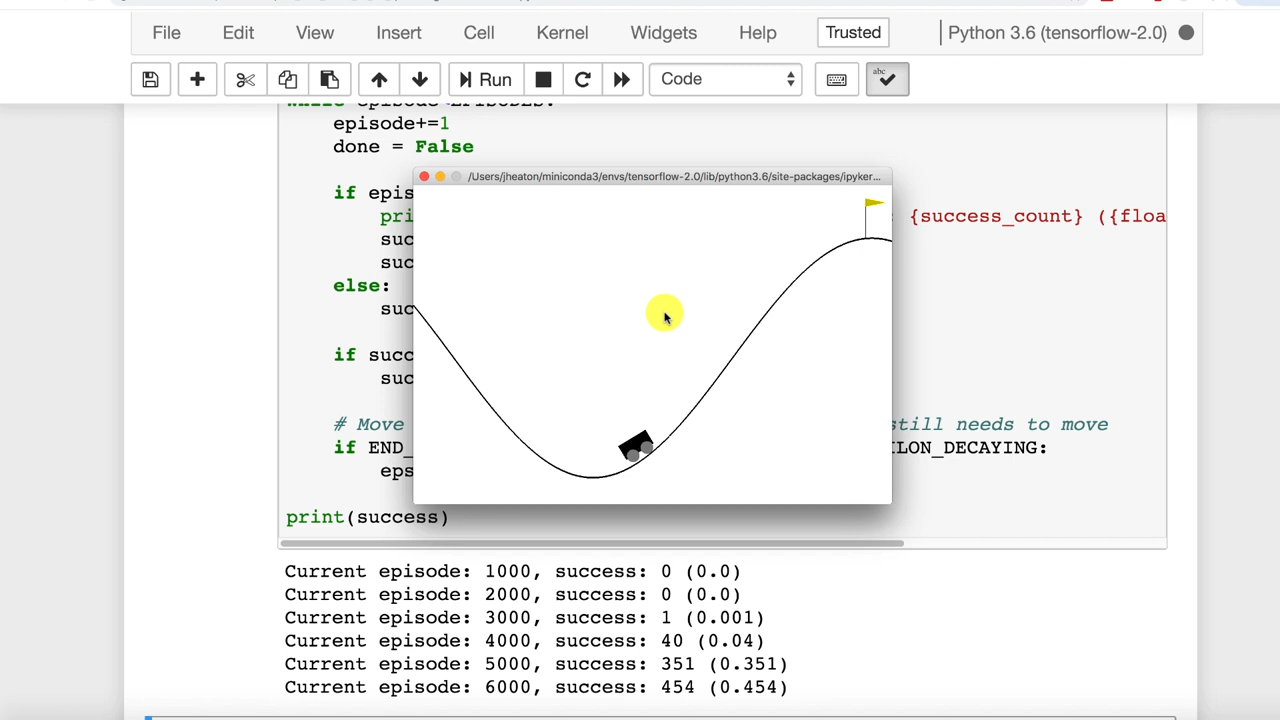 File Edit View Insert Cell Kernel Widgets Help Trusted Python 3.6 (tensorflow-2.0)
Run Code abc
while episode<EPISODES:
episode+=1
done = False
/Users/jheaton/miniconda3/envs/tensorflow-2.0/lib/python3.6/site-packages/ipyker...
if epis
pri {success_count} ({floa
suc
suc
else:
suc
if succ
suc
# Move still needs to move
if END_ ILON_DECAYING:
eps
print(success)
Current episode: 1000, success: 0 (0.0)
Current episode: 2000, success: 0 (0.0)
Current episode: 3000, success: 1 (0.001)
Current episode: 4000, success: 40 (0.04)
Current episode: 5000, success: 351 (0.351)
Current episode: 6000, success: 454 (0.454)